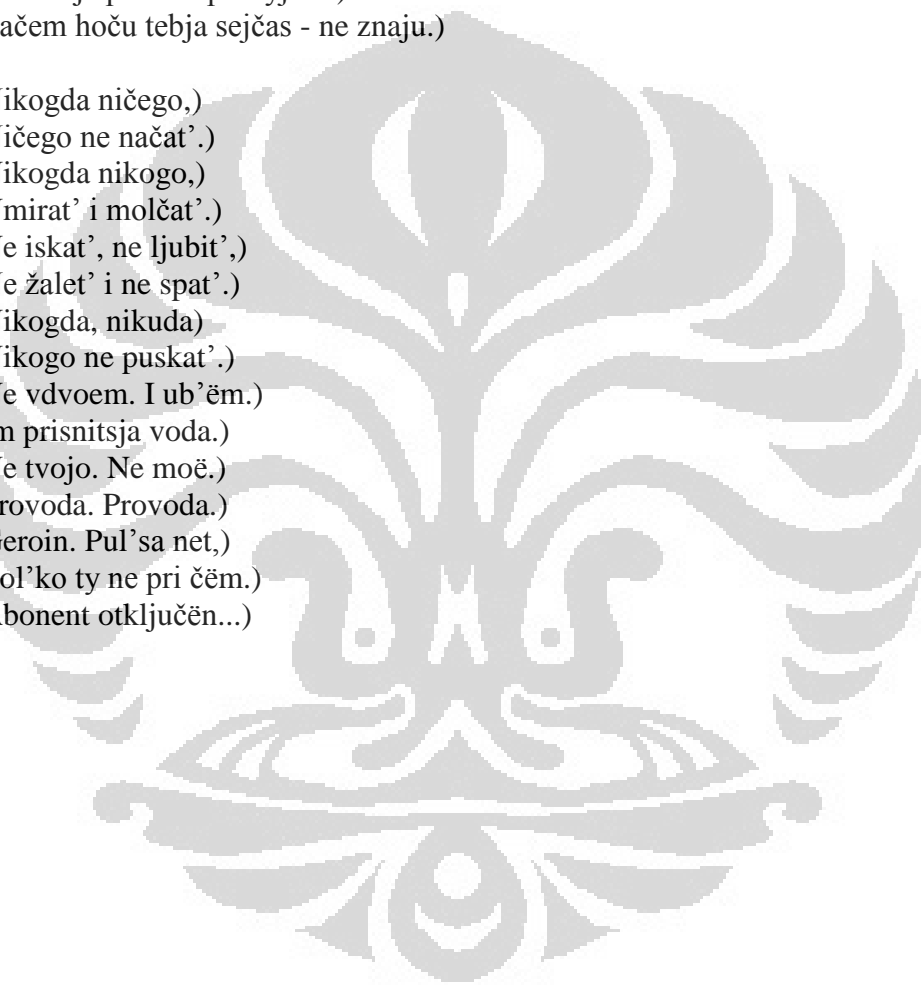 ačem hoču tebja sejčas - ne znaju.)
ikogda ničego,)
ičego ne načat’.)
ikogda nikogo,)
mirat’ i molčat’.)
e iskat’, ne ljubit’,)
e žalet’ i ne spat’.)
ikogda, nikuda)
ikogo ne puskat’.)
e vdvoem. I ub’ëm.)
m prisnitsja voda.)
e tvojo. Ne moë.)
rovoda. Provoda.)
eroin. Pul’sa net,)
ol’ko ty ne pri čëm.)
bonent otključën...)